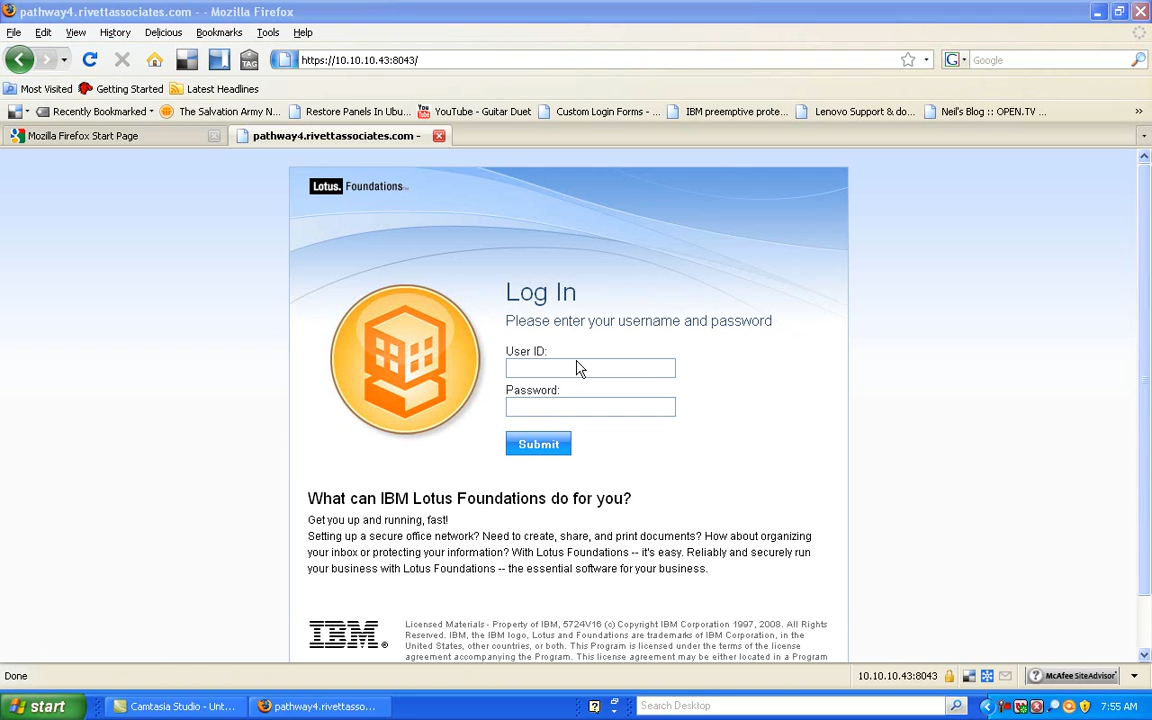 pathway4.rivettassociates.com - - Mozilla Firefox
File Edit View History Delicious Bookmarks Tools Help
TAG https://10.10.10.43:8043/ G Google
Most Visited Getting Started Latest Headlines
Recently Bookmarked The Salvation Army N... Restore Panels In Ubu... YouTube - Guitar Duet Custom Login Forms - ... IBM preemptive prote... Lenovo Support & do... Neil's Blog :: OPEN.TV ... »
Mozilla Firefox Start Page pathway4.rivettassociates.com -
Lotus. Foundations™
Log In
Please enter your username and password
User ID:
Password:
Submit
What can IBM Lotus Foundations do for you?
Get you up and running, fast!
Setting up a secure office network? Need to create, share, and print documents? How about organizing
your inbox or protecting your information? With Lotus Foundations -- it's easy. Reliably and securely run
your business with Lotus Foundations -- the essential software for your business.
IBM®
Licensed Materials - Property of IBM, 5724V16 (c) Copyright IBM Corporation 1997, 2008. All Rights
Reserved. IBM, the IBM logo, Lotus and Foundations are trademarks of IBM Corporation, in the
United States, other countries, or both. This Program is licensed under the terms of the license
agreement accompanying the Program. This license agreement may be either located in a Program
Done 10.10.10.43:8043 McAfee SiteAdvisor
start Camtasia Studio - Unt... pathway4.rivettasso... Search Desktop 7:55 AM